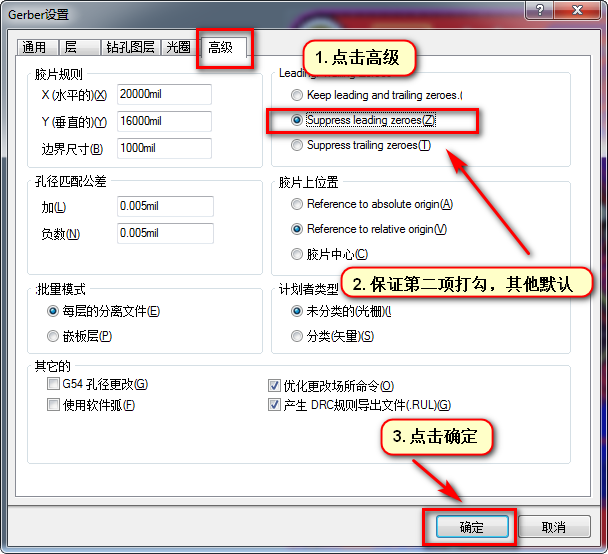 Gerber设置
通用
层
钻孔图层
光圈
高级
1. 点击高级
胶片规则
X (水平的)(X)
20000mil
Y (垂直的)(Y)
16000mil
边界尺寸(B)
1000mil
Keep leading and trailing zeroes.(
Suppress leading zeroes(Z)
Suppress trailing zeroes(T)
孔径匹配公差
加(L)
0.005mil
负数(N)
0.005mil
胶片上位置
Reference to absolute origin(A)
Reference to relative origin(V)
胶片中心(C)
2. 保证第二项打勾，其他默认
批量模式
每层的分离文件(E)
嵌板层(P)
计划者类型
未分类的(光栅)(
分类(矢量)(S)
其它的
G54 孔径更改(G)
使用软件弧(F)
优化更改场所命令(O)
产生 DRC规则导出文件(.RUL)(G)
3. 点击确定
确定
取消